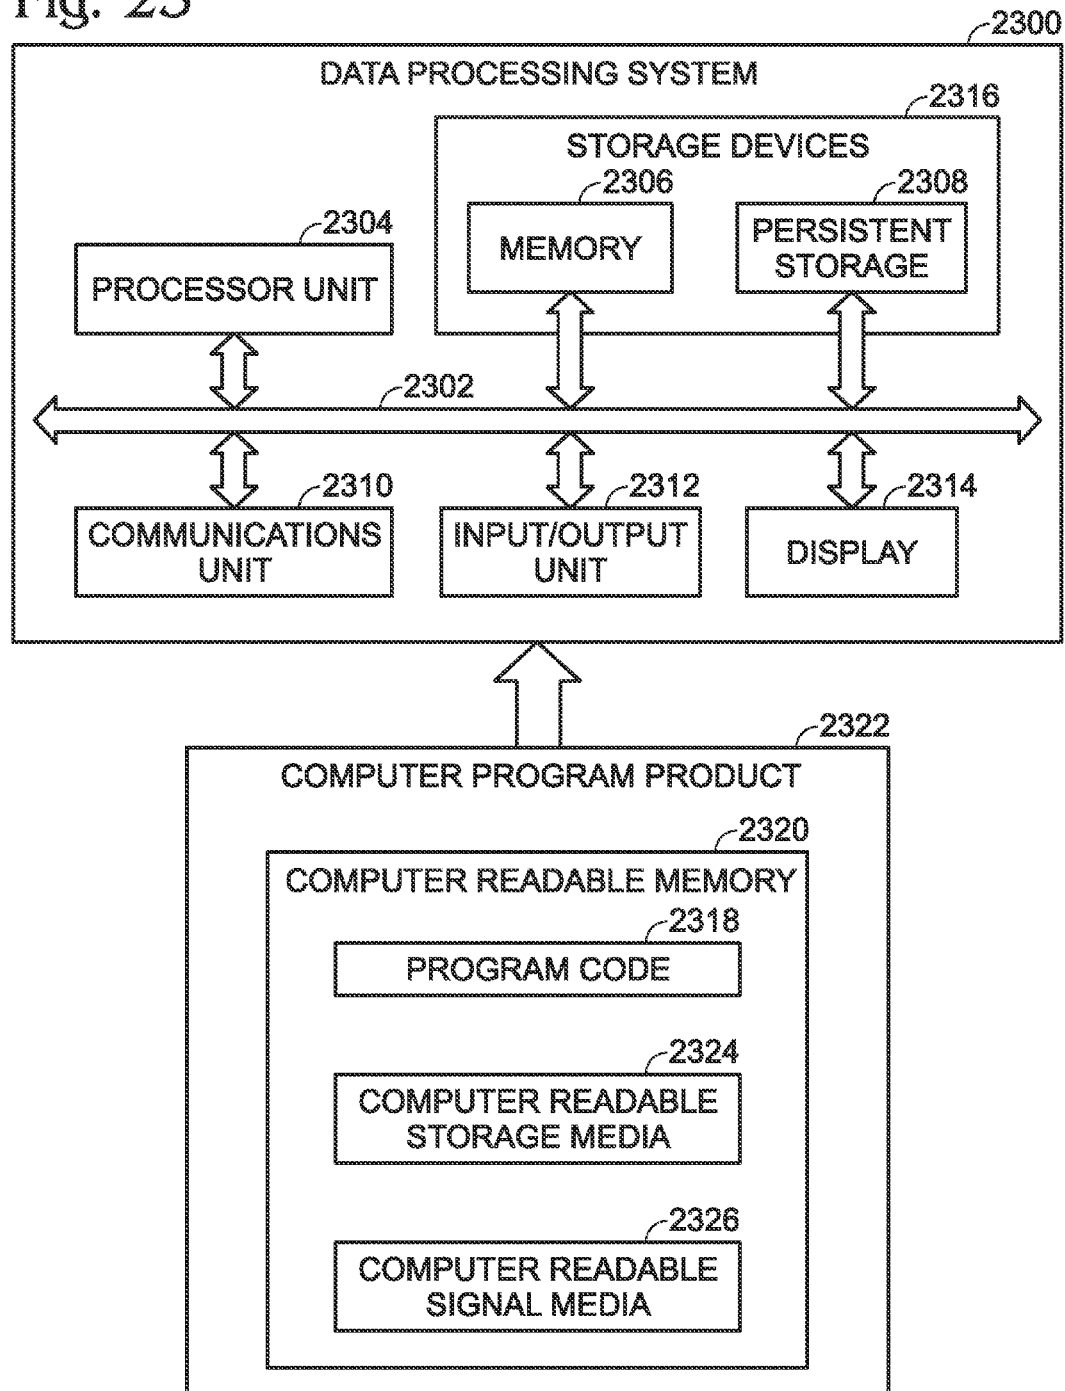 Fig. 23
2300
DATA PROCESSING SYSTEM
2316
STORAGE DEVICES
2306
MEMORY
2308
PERSISTENT
STORAGE
2304
PROCESSOR UNIT
2302
2310
COMMUNICATIONS
UNIT
2312
INPUT/OUTPUT
UNIT
2314
DISPLAY
2322
COMPUTER PROGRAM PRODUCT
2320
COMPUTER READABLE MEMORY
2318
PROGRAM CODE
2324
COMPUTER READABLE
STORAGE MEDIA
2326
COMPUTER READABLE
SIGNAL MEDIA